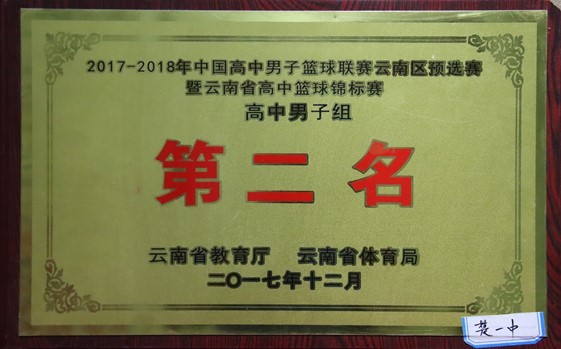 2017-2018年中国高中男子篮球联赛云南区预选赛
暨云南省高中篮球锦标赛
高中男子组
第二名
云南省教育厅 云南省体育局
二〇一七年十二月
楚一中